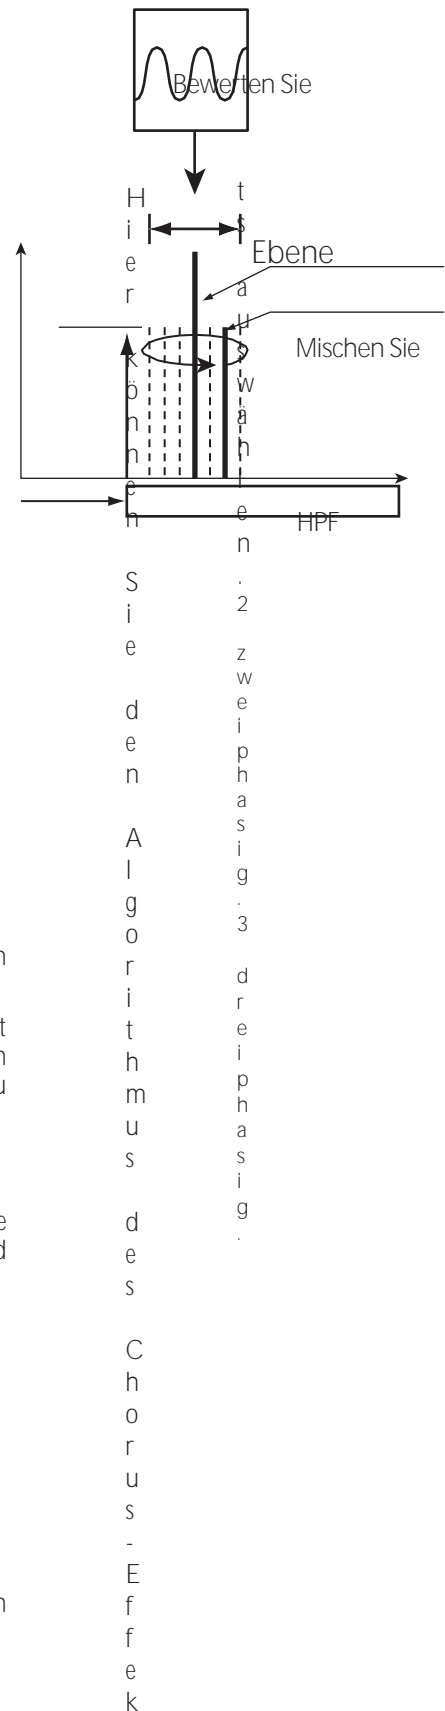 Bewerten Sie
Ebene
Mischen Sie
HPF
Hier können Sie den Algorithmus des Chorus-Effek
ts auswählen.2 zweiphasig.3 dreiphasig.
n
t
n
u
e
d
n